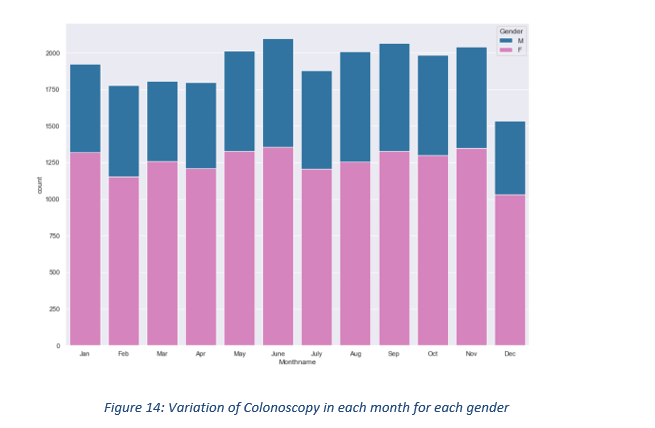 Gender
M
F
2000
1750
1500
1250
1000
750
500
250
0
count
Jan Feb Mar Apr May June July Aug Sep Oct Nov Dec
Monthname
Figure 14: Variation of Colonoscopy in each month for each gender